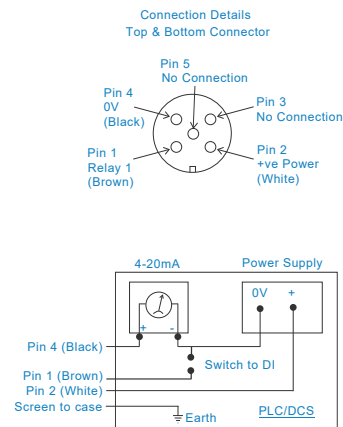 Connection Details
Top & Bottom Connector
Pin 5
No Connection
Pin 4
0V
(Black)
Pin 3
No Connection
Pin 1
Relay 1
(Brown)
Pin 2
+ve Power
(White)
4-20mA
Power Supply
0V +
+ -
Pin 4 (Black)
Switch to DI
Pin 1 (Brown)
Pin 2 (White)
Screen to case
Earth
PLC/DCS